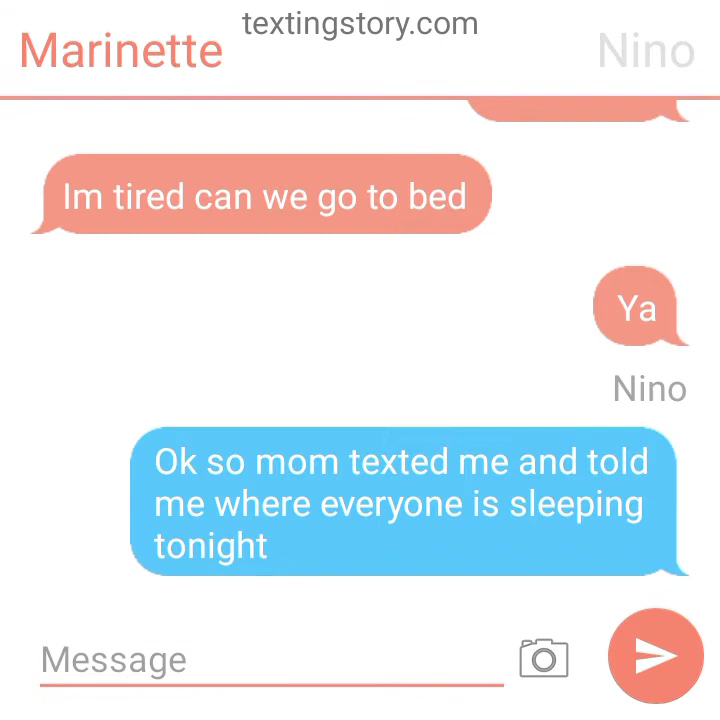 textingstory.com
Marinette
Nino
Im tired can we go to bed
Ya
Nino
Ok so mom texted me and told
me where everyone is sleeping
tonight
Message